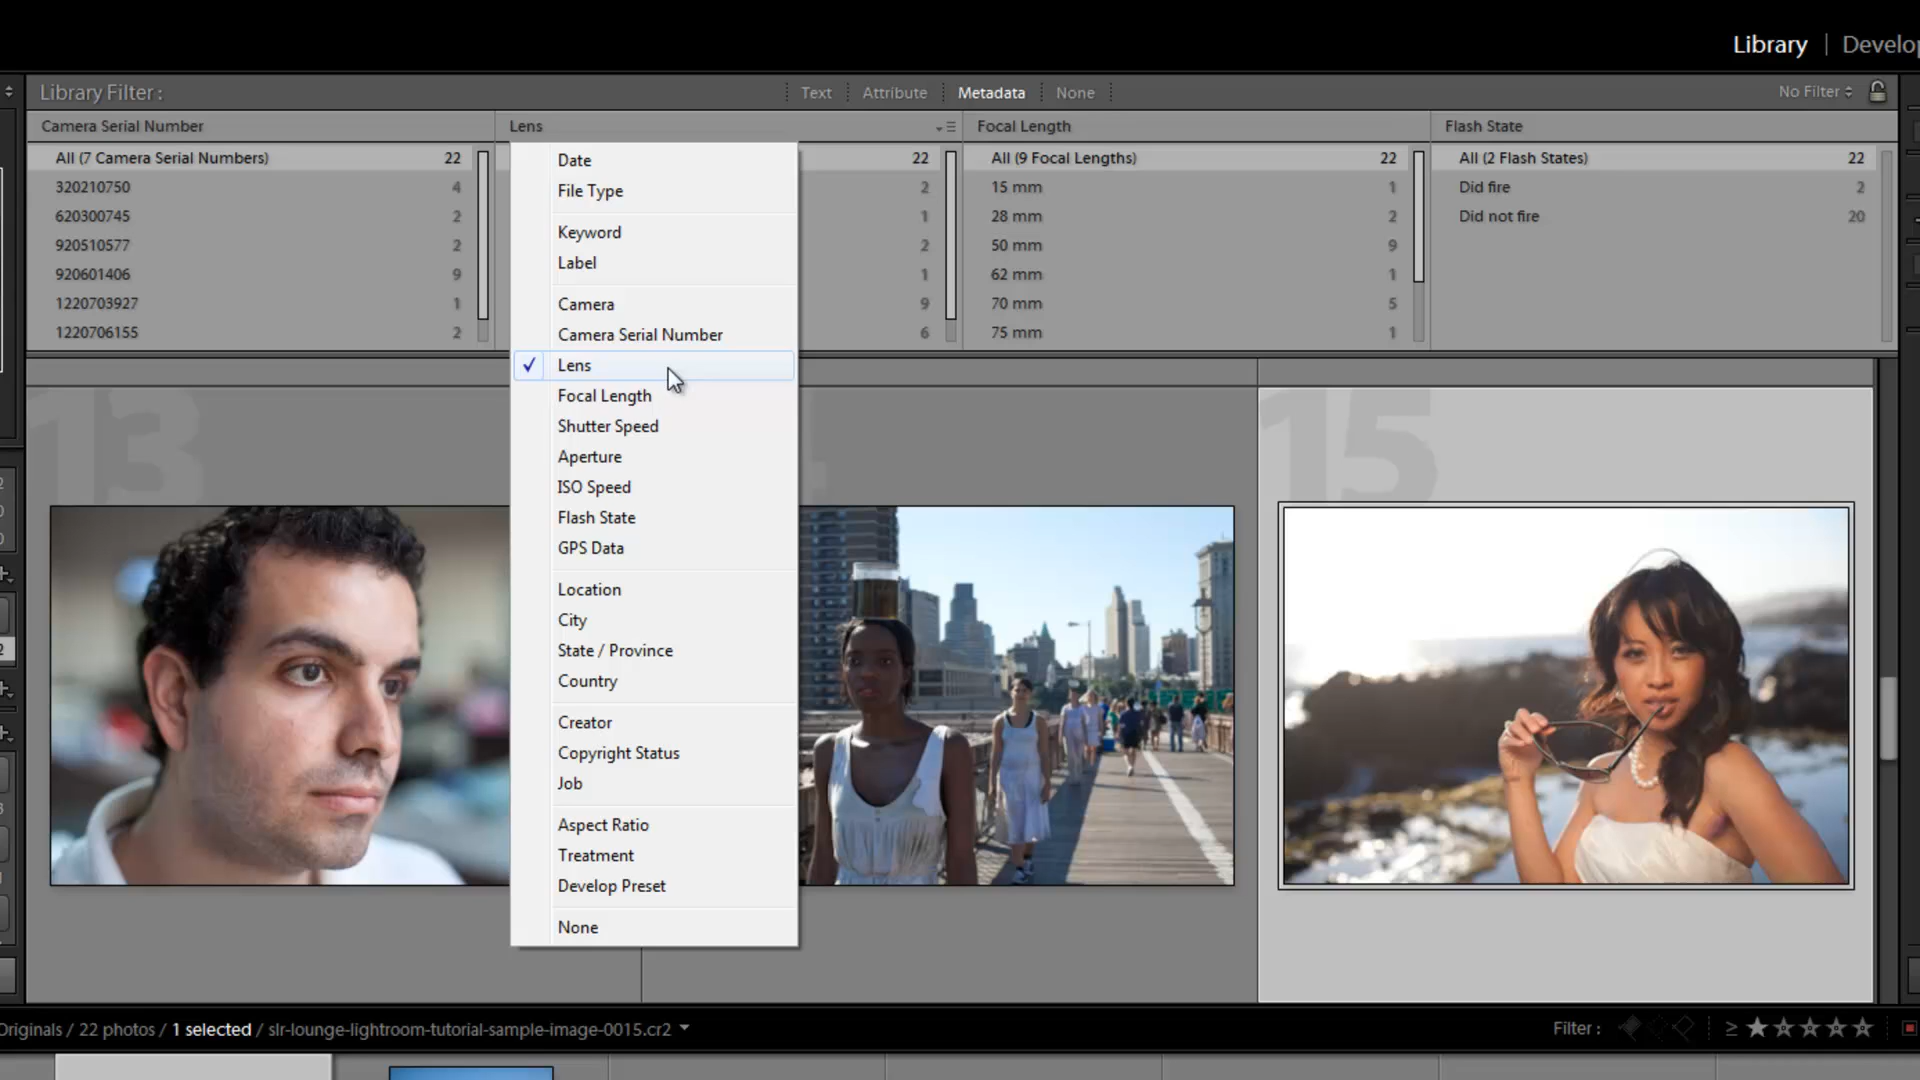 Library | Develop
Library Filter :
Text
Attribute
Metadata
None
No Filter
Camera Serial Number
Lens
Focal Length
Flash State
All (7 Camera Serial Numbers) 22
320210750 4
620300745 2
920510577 2
920601406 9
1220703927 1
1220706155 2
22
2
1
2
1
9
6
All (9 Focal Lengths) 22
15 mm 1
28 mm 2
50 mm 9
62 mm 1
70 mm 5
75 mm 1
All (2 Flash States) 22
Did fire 2
Did not fire 20
Date
File Type
Keyword
Label
Camera
Camera Serial Number
✓ Lens
Focal Length
Shutter Speed
Aperture
ISO Speed
Flash State
GPS Data
Location
City
State / Province
Country
Creator
Copyright Status
Job
Aspect Ratio
Treatment
Develop Preset
None
13
15
Originals / 22 photos / 1 selected / slr-lounge-lightroom-tutorial-sample-image-0015.cr2
Filter :
≥